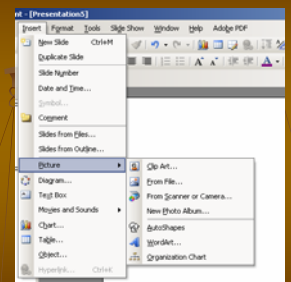 nt - [Presentation5]
Insert Format Tools Slide Show Window Help Adobe PDF
New Slide Ctrl+M
Duplicate Slide
Slide Number
Date and Time...
Symbol...
Comment
Slides from Files...
Slides from Outline...
Picture
Diagram...
Text Box
Movies and Sounds
Chart...
Table...
Object...
Hyperlink... Ctrl+K
Clip Art...
From File...
From Scanner or Camera...
New Photo Album...
AutoShapes
WordArt...
Organization Chart